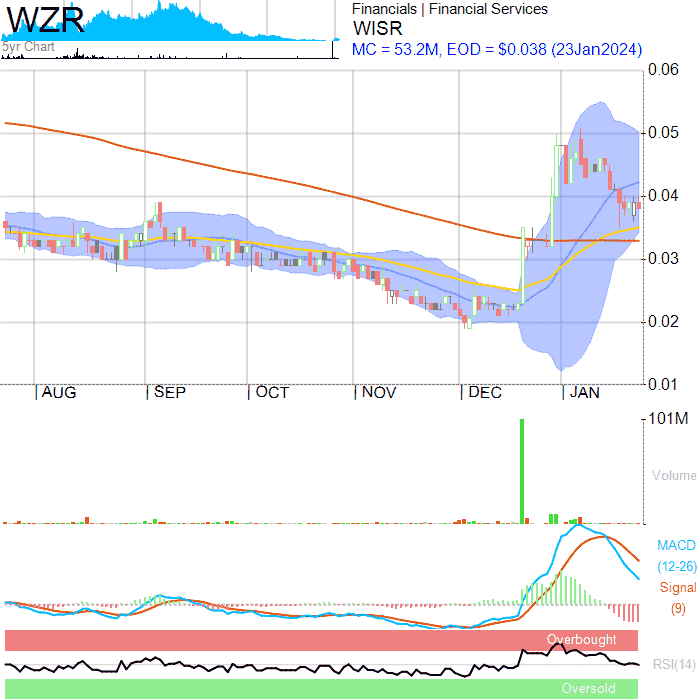 WZR
5yr Chart
Financials | Financial Services
WISR
MC = 53.2M, EOD = $0.038 (23Jan2024)
0.06
0.05
0.04
0.03
0.02
0.01
AUG
SEP
OCT
NOV
DEC
JAN
101M
Volume
MACD
(12-26)
Signal
(9)
Overbought
RSI(14)
Oversold